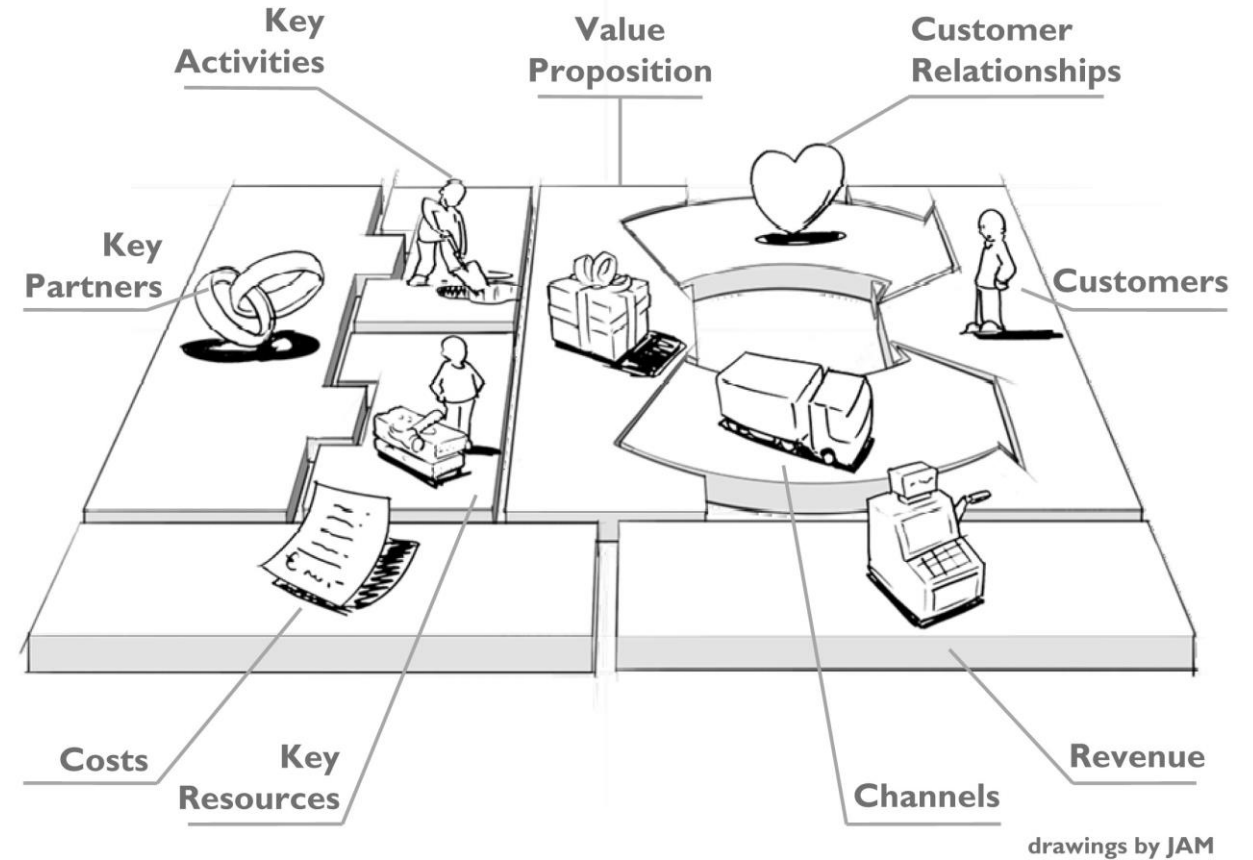 Key
Activities
Value
Proposition
Customer
Relationships
Key
Partners
Customers
Costs
Key
Resources
Channels
Revenue
drawings by JAM